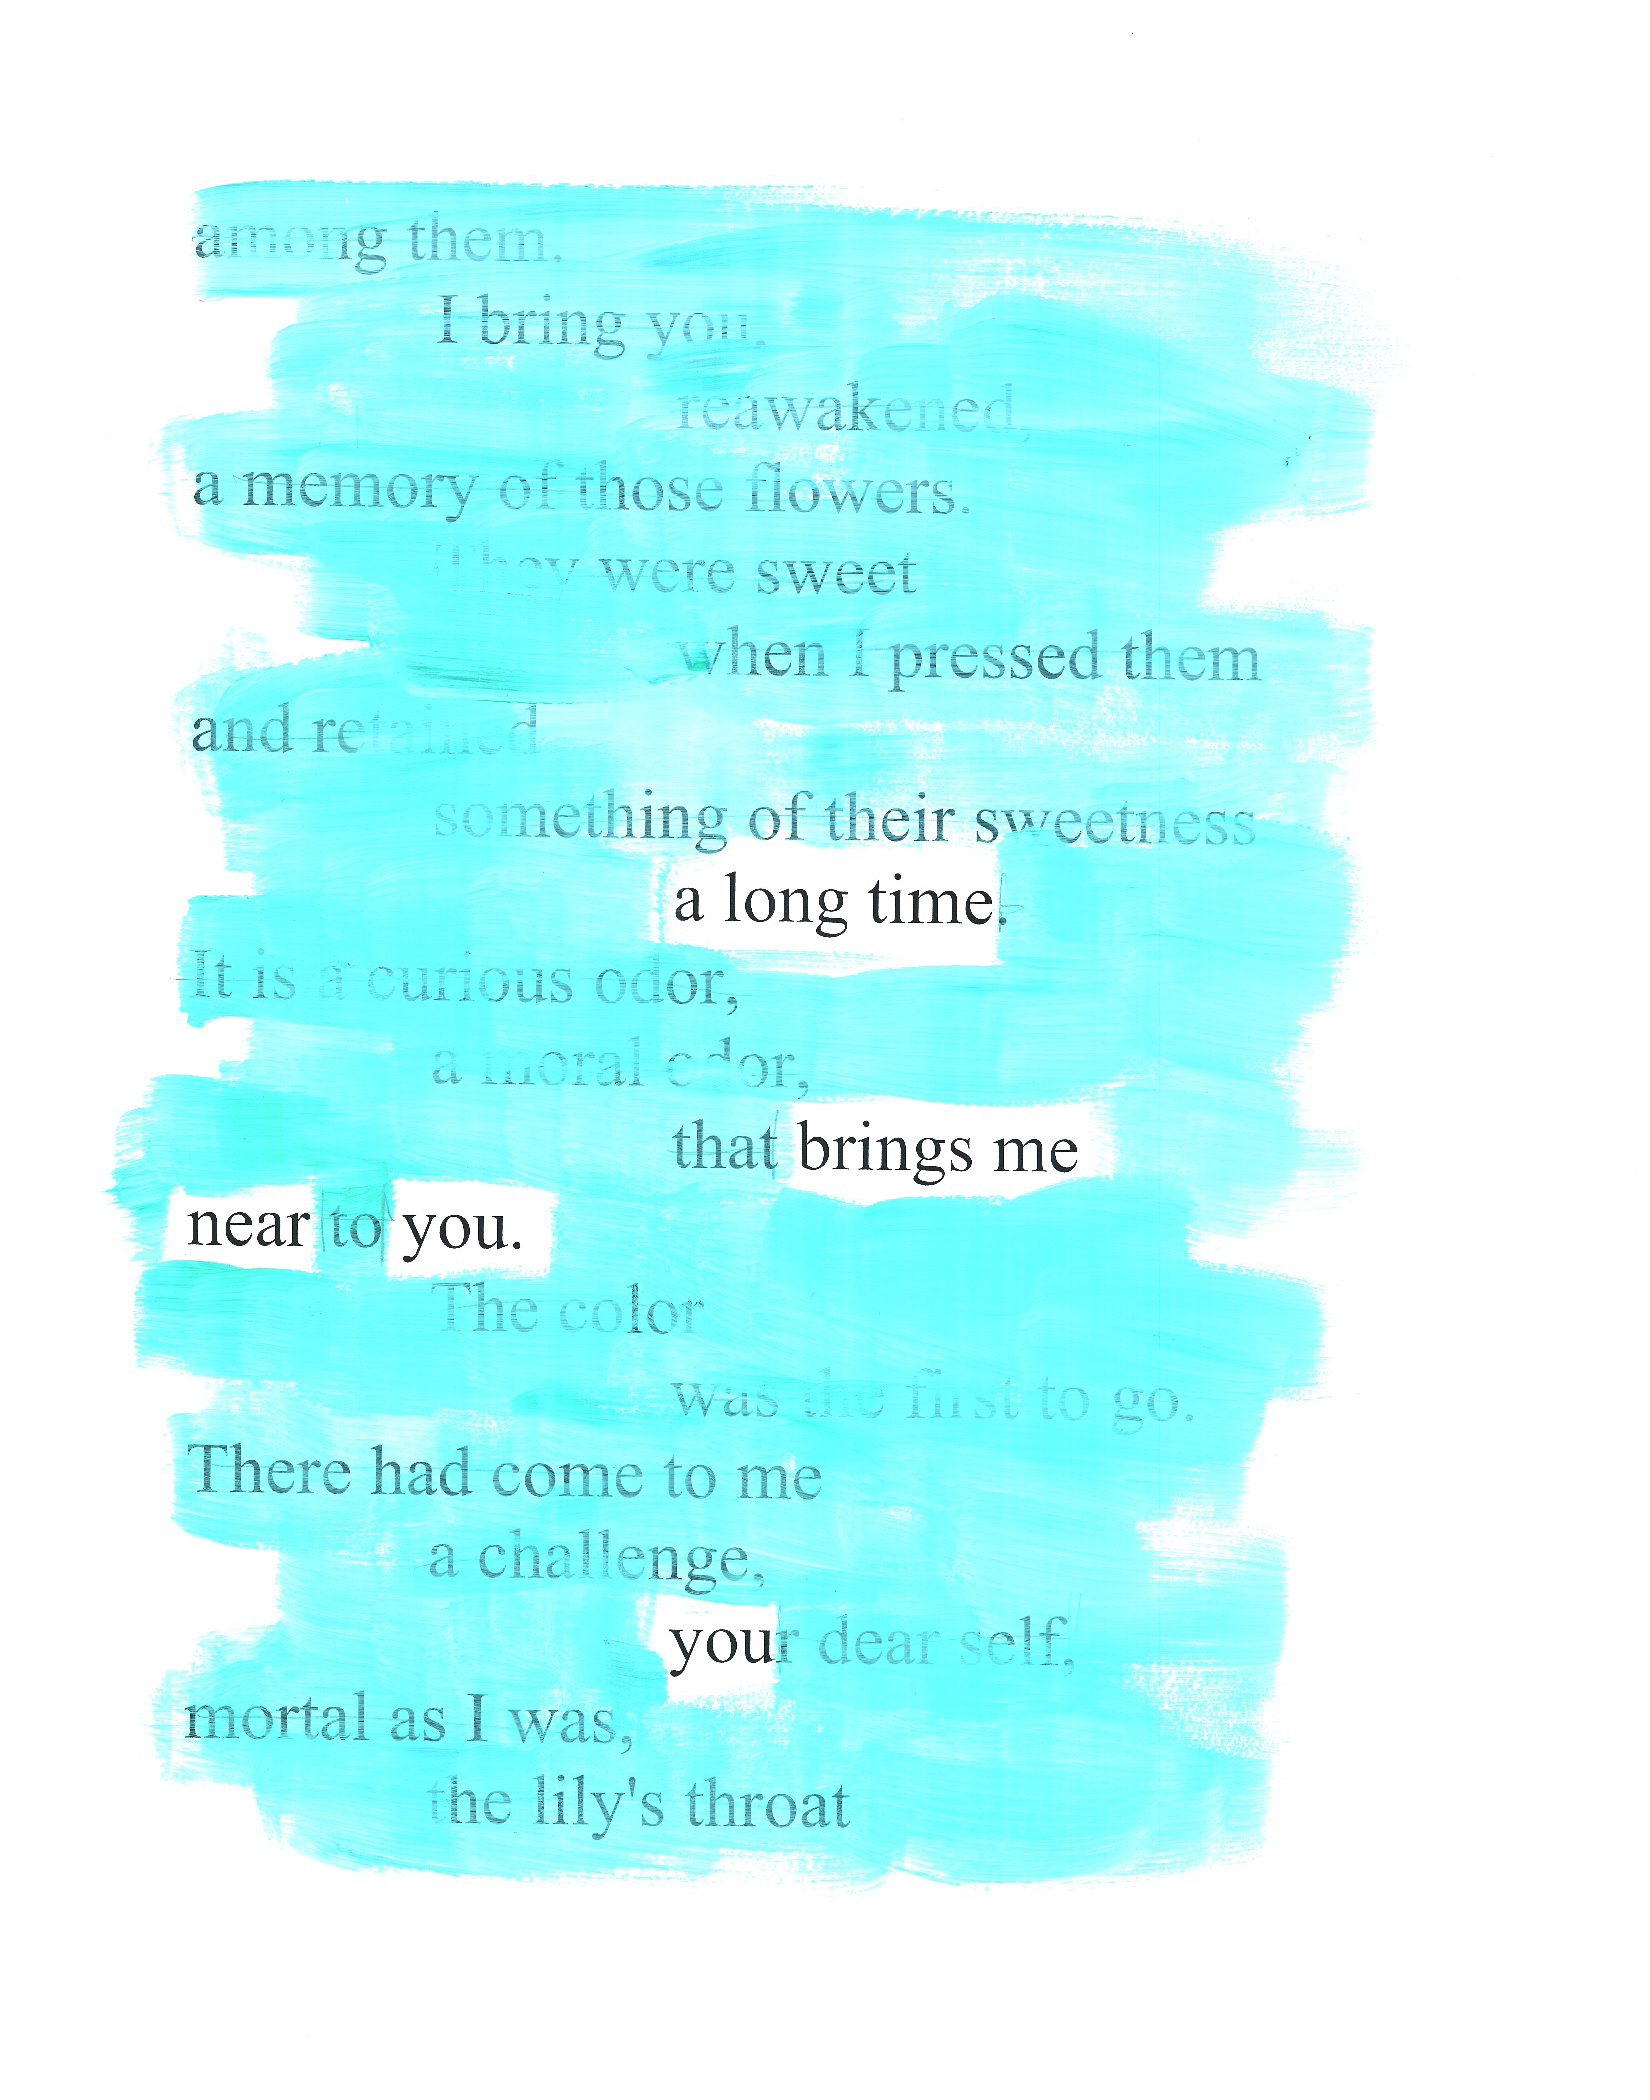 among them.
I bring you,
reawakened,
a memory of those flowers.
They were sweet
when I pressed them
and retained
something of their sweetness
a long time.
It is a curious odor,
a moral odor,
that brings me
near to you.
The color
was the first to go.
There had come to me
a challenge,
your dear self,
mortal as I was,
the lily's throat